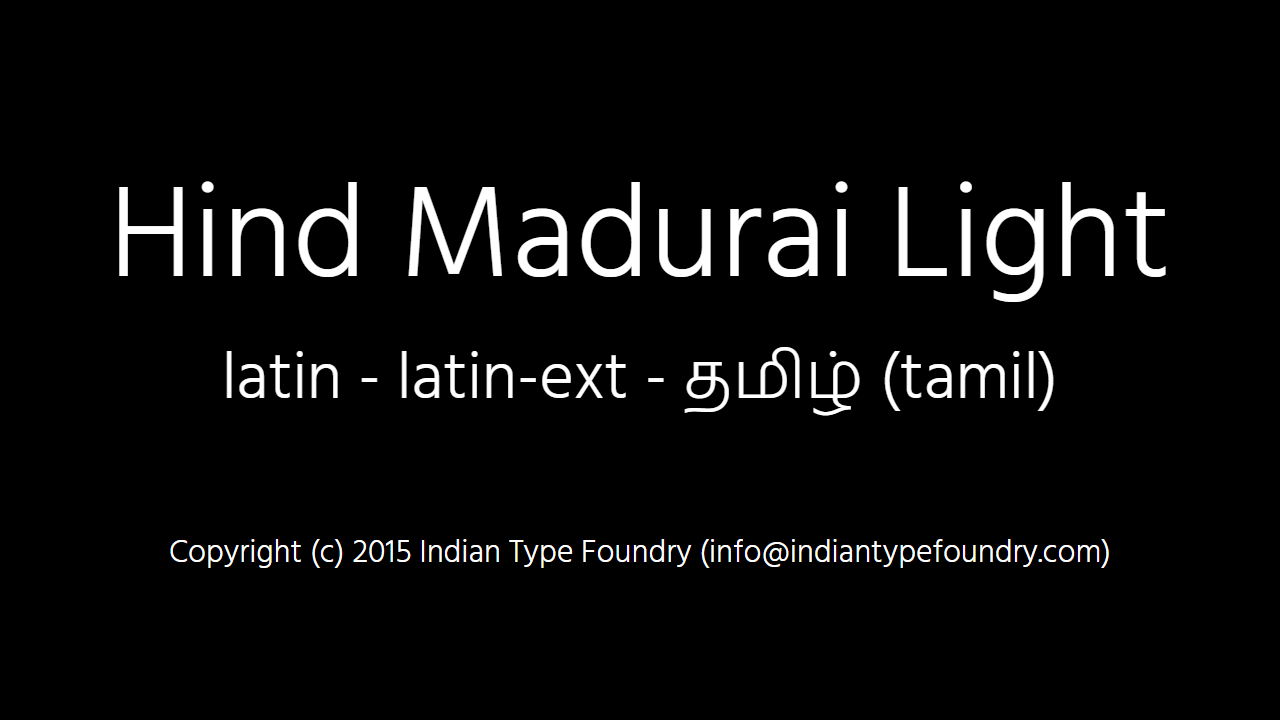 Hind Madurai Light
latin - latin-ext - தமிழ் (tamil)
Copyright (c) 2015 Indian Type Foundry (info@indiantypefoundry.com)